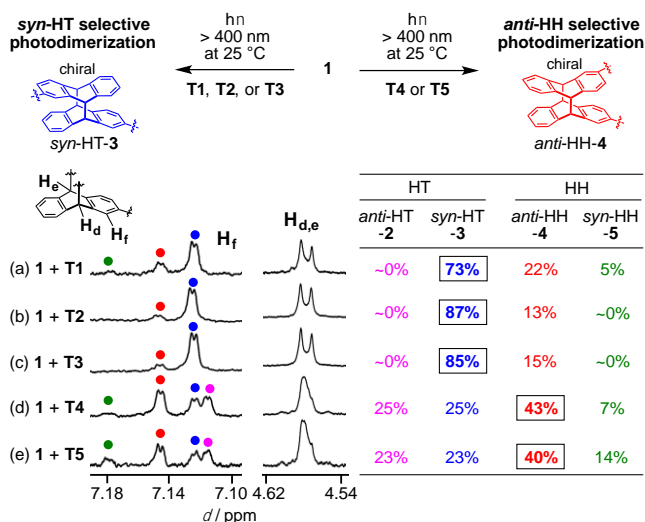 syn-HT selective
photodimerization
chiral
syn-HT-3
hn
> 400 nm
at 25 °C
T1, T2, or T3
1
hn
> 400 nm
at 25 °C
T4 or T5
anti-HH selective
photodimerization
chiral
anti-HH-4
He
Hd
Hf
Hf
Hd,e
HT HH
anti-HT syn-HT anti-HH syn-HH
-2 -3 -4 -5
(a) 1 + T1 ~0% 73% 22% 5%
(b) 1 + T2 ~0% 87% 13% ~0%
(c) 1 + T3 ~0% 85% 15% ~0%
(d) 1 + T4 25% 25% 43% 7%
(e) 1 + T5 23% 23% 40% 14%
7.18 7.14 7.10 4.62 4.54
d / ppm